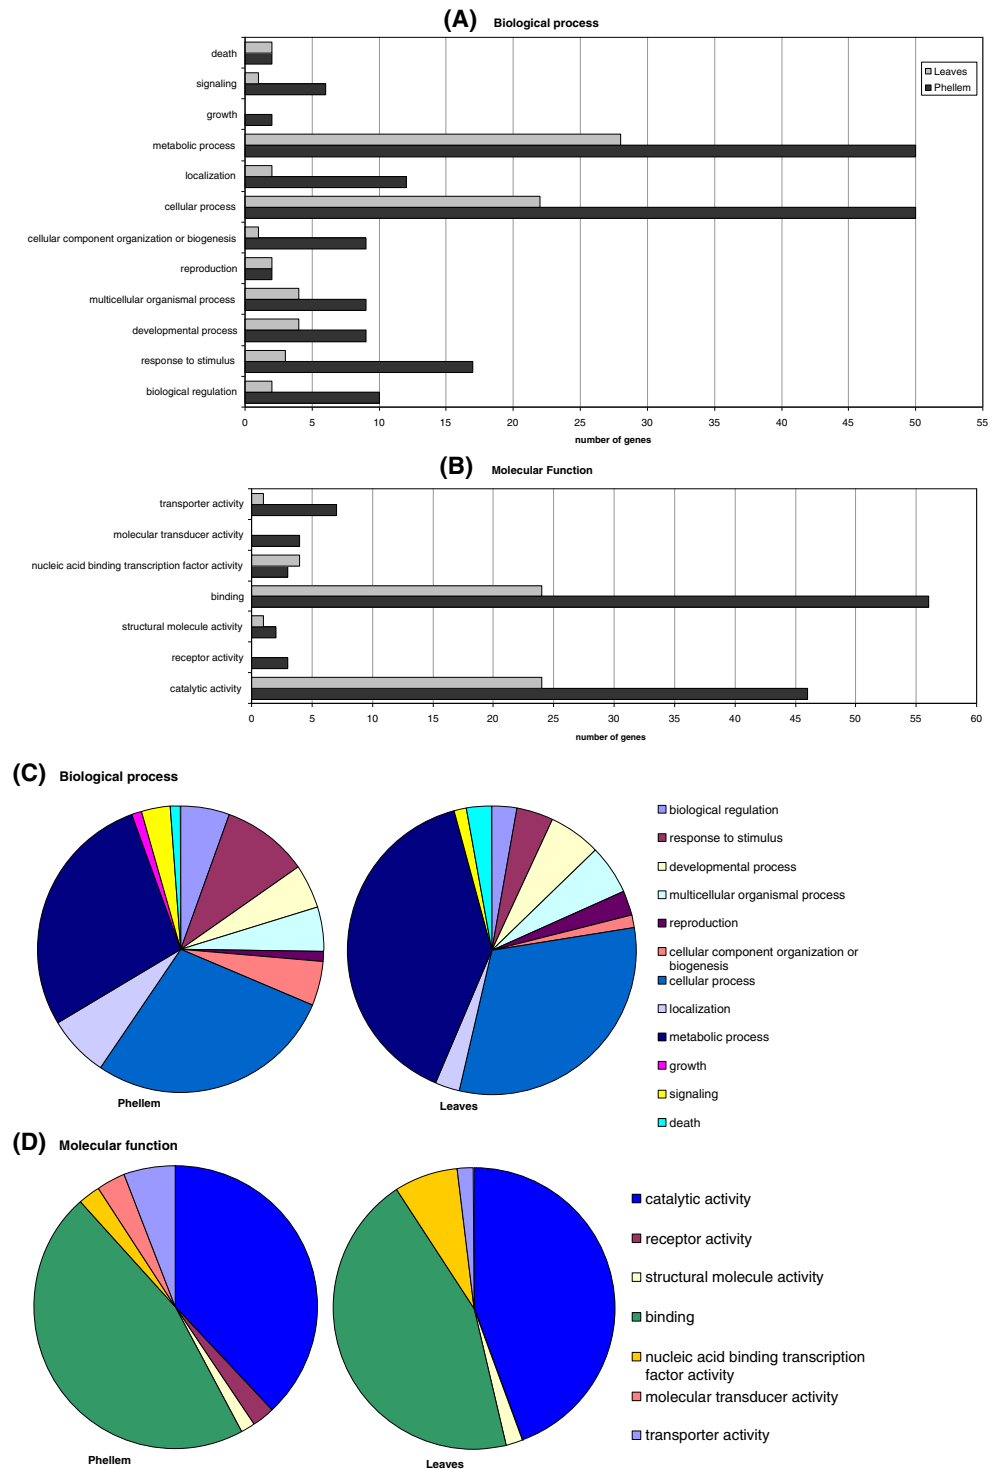 (A) Biological process
death
signaling
growth
metabolic process
localization
cellular process
cellular component organization or biogenesis
reproduction
multicellular organismal process
developmental process
response to stimulus
biological regulation
Leaves
Phellem
0 5 10 15 20 25 30 35 40 45 50 55
number of genes
(B) Molecular Function
transporter activity
molecular transducer activity
nucleic acid binding transcription factor activity
binding
structural molecule activity
receptor activity
catalytic activity
0 5 10 15 20 25 30 35 40 45 50 55 60
number of genes
(C) Biological process
Phellem
Leaves
biological regulation
response to stimulus
developmental process
multicellular organismal process
reproduction
cellular component organization or
biogenesis
cellular process
localization
metabolic process
growth
signaling
death
(D) Molecular function
Phellem
Leaves
catalytic activity
receptor activity
structural molecule activity
binding
nucleic acid binding transcription
factor activity
molecular transducer activity
transporter activity